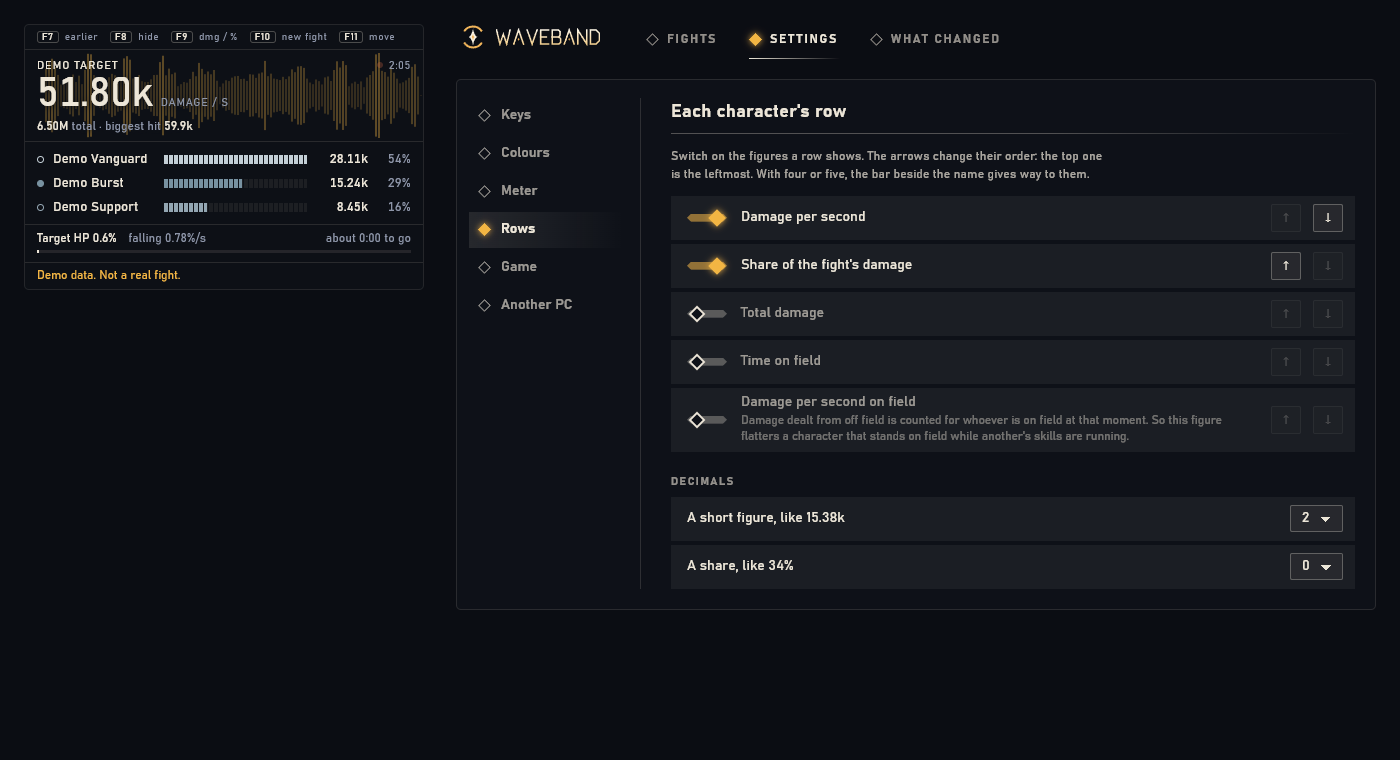 F7 earlier F8 hide F9 dmg / % F10 new fight F11 move
DEMO TARGET 2:05
51.80k DAMAGE / S
6.50M total · biggest hit 59.9k
Demo Vanguard 28.11k 54%
Demo Burst 15.24k 29%
Demo Support 8.45k 16%
Target HP 0.6% falling 0.78%/s about 0:00 to go
Demo data. Not a real fight.
WAVEBAND FIGHTS SETTINGS WHAT CHANGED
Keys
Colours
Meter
Rows
Game
Another PC
Each character's row
Switch on the figures a row shows. The arrows change their order: the top one
is the leftmost. With four or five, the bar beside the name gives way to them.
Damage per second ↑ ↓
Share of the fight's damage ↑ ↓
Total damage ↑ ↓
Time on field ↑ ↓
Damage per second on field
Damage dealt from off field is counted for whoever is on field at that moment. So this figure
flatters a character that stands on field while another's skills are running. ↑ ↓
DECIMALS
A short figure, like 15.38k 2
A share, like 34% 0